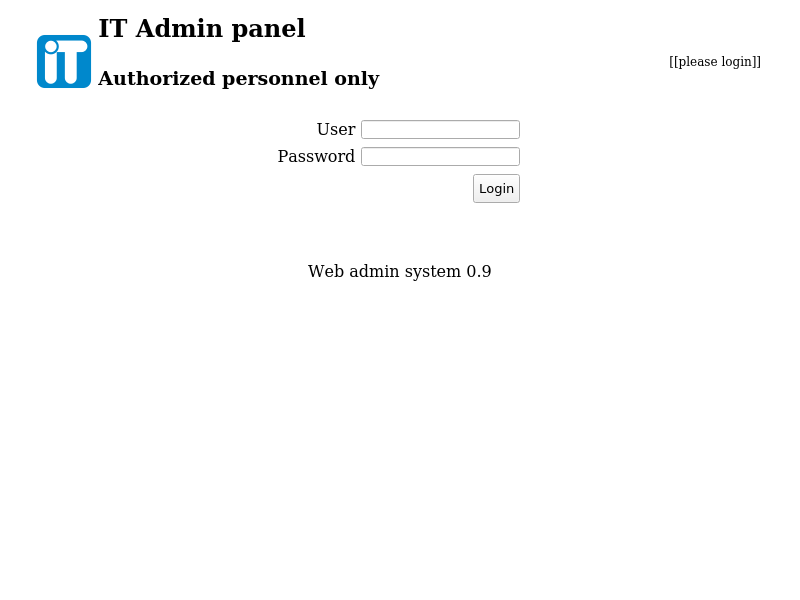 IT Admin panel
iT
Authorized personnel only
[[please login]]
User
Password
Login
Web admin system 0.9